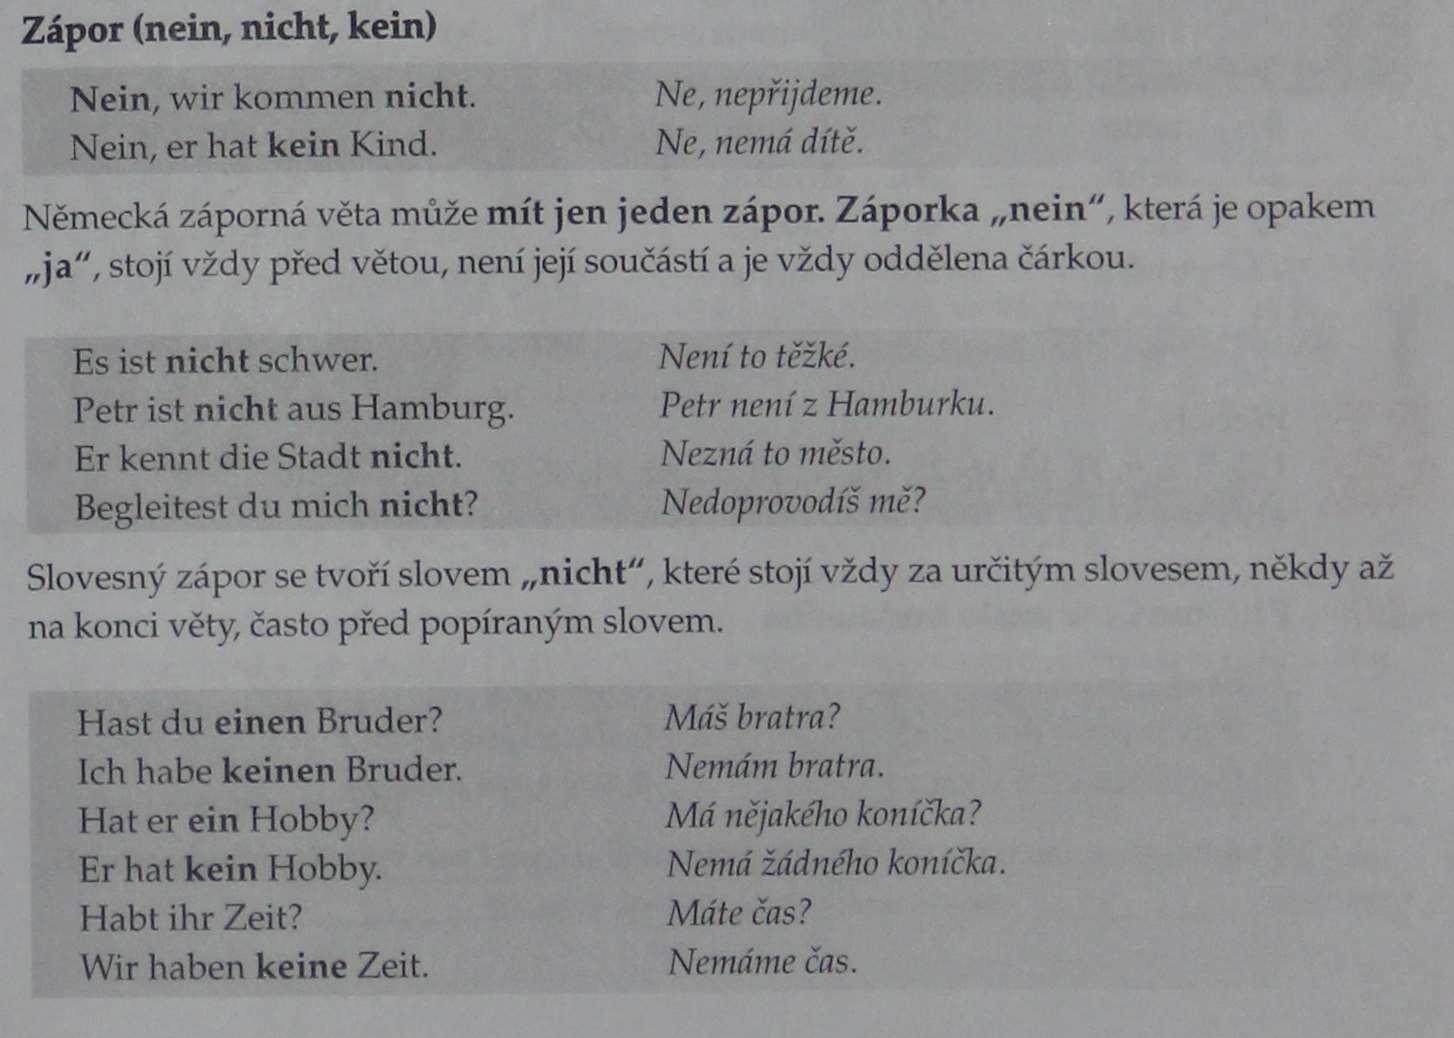 Zápor (nein, nicht, kein)
Nein, wir kommen nicht. Ne, nepřijdeme.
Nein, er hat kein Kind. Ne, nemá dítě.
Německá záporná věta může mít jen jeden zápor. Záporka „nein“, která je opakem
„ja“, stojí vždy před větou, není její součástí a je vždy oddělena čárkou.
Es ist nicht schwer. Není to těžké.
Petr ist nicht aus Hamburg. Petr není z Hamburku.
Er kennt die Stadt nicht. Nezná to město.
Begleitest du mich nicht? Nedoprovodíš mě?
Slovesný zápor se tvoří slovem „nicht“, které stojí vždy za určitým slovesem, někdy až
na konci věty, často před popíraným slovem.
Hast du einen Bruder? Máš bratra?
Ich habe keinen Bruder. Nemám bratra.
Hat er ein Hobby? Má nějakého koníčka?
Er hat kein Hobby. Nemá žádného koníčka.
Habt ihr Zeit? Máte čas?
Wir haben keine Zeit. Nemáme čas.